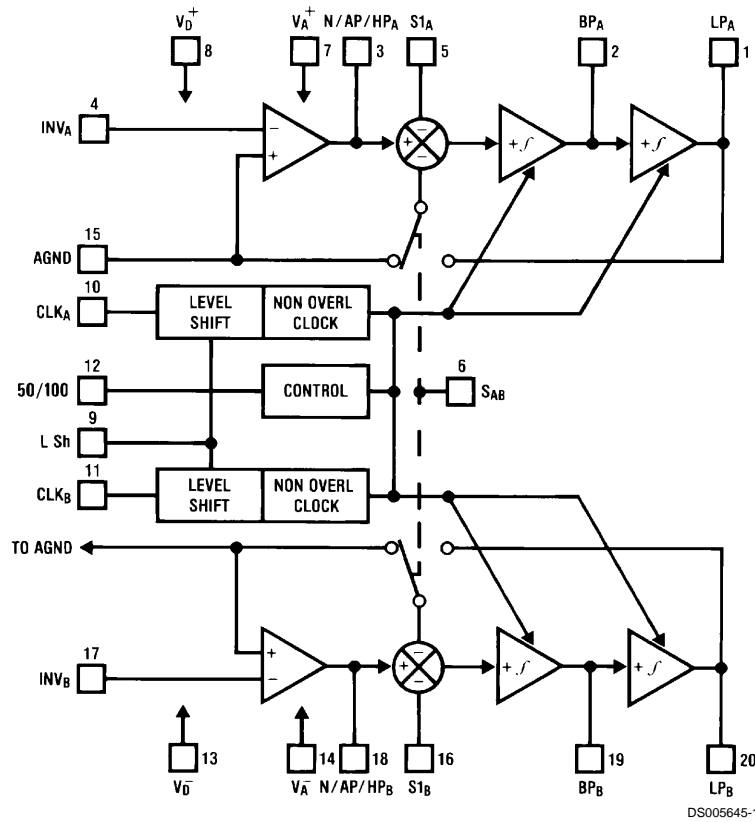 V_D^+ V_A^+ N/AP/HP_A S1_A BP_A LP_A
8 7 3 5 2 1
4
INV_A − +
+ − − + ∫ + ∫
15
AGND
10
CLK_A LEVEL SHIFT NON OVERL CLOCK
12
50/100 CONTROL
6
S_AB
9
L Sh
11
CLK_B LEVEL SHIFT NON OVERL CLOCK
TO AGND
17
INV_B + −
+ − − + ∫ + ∫
13 14 18 16 19 20
V_D^− V_A^− N/AP/HP_B S1_B BP_B LP_B
DS005645-1